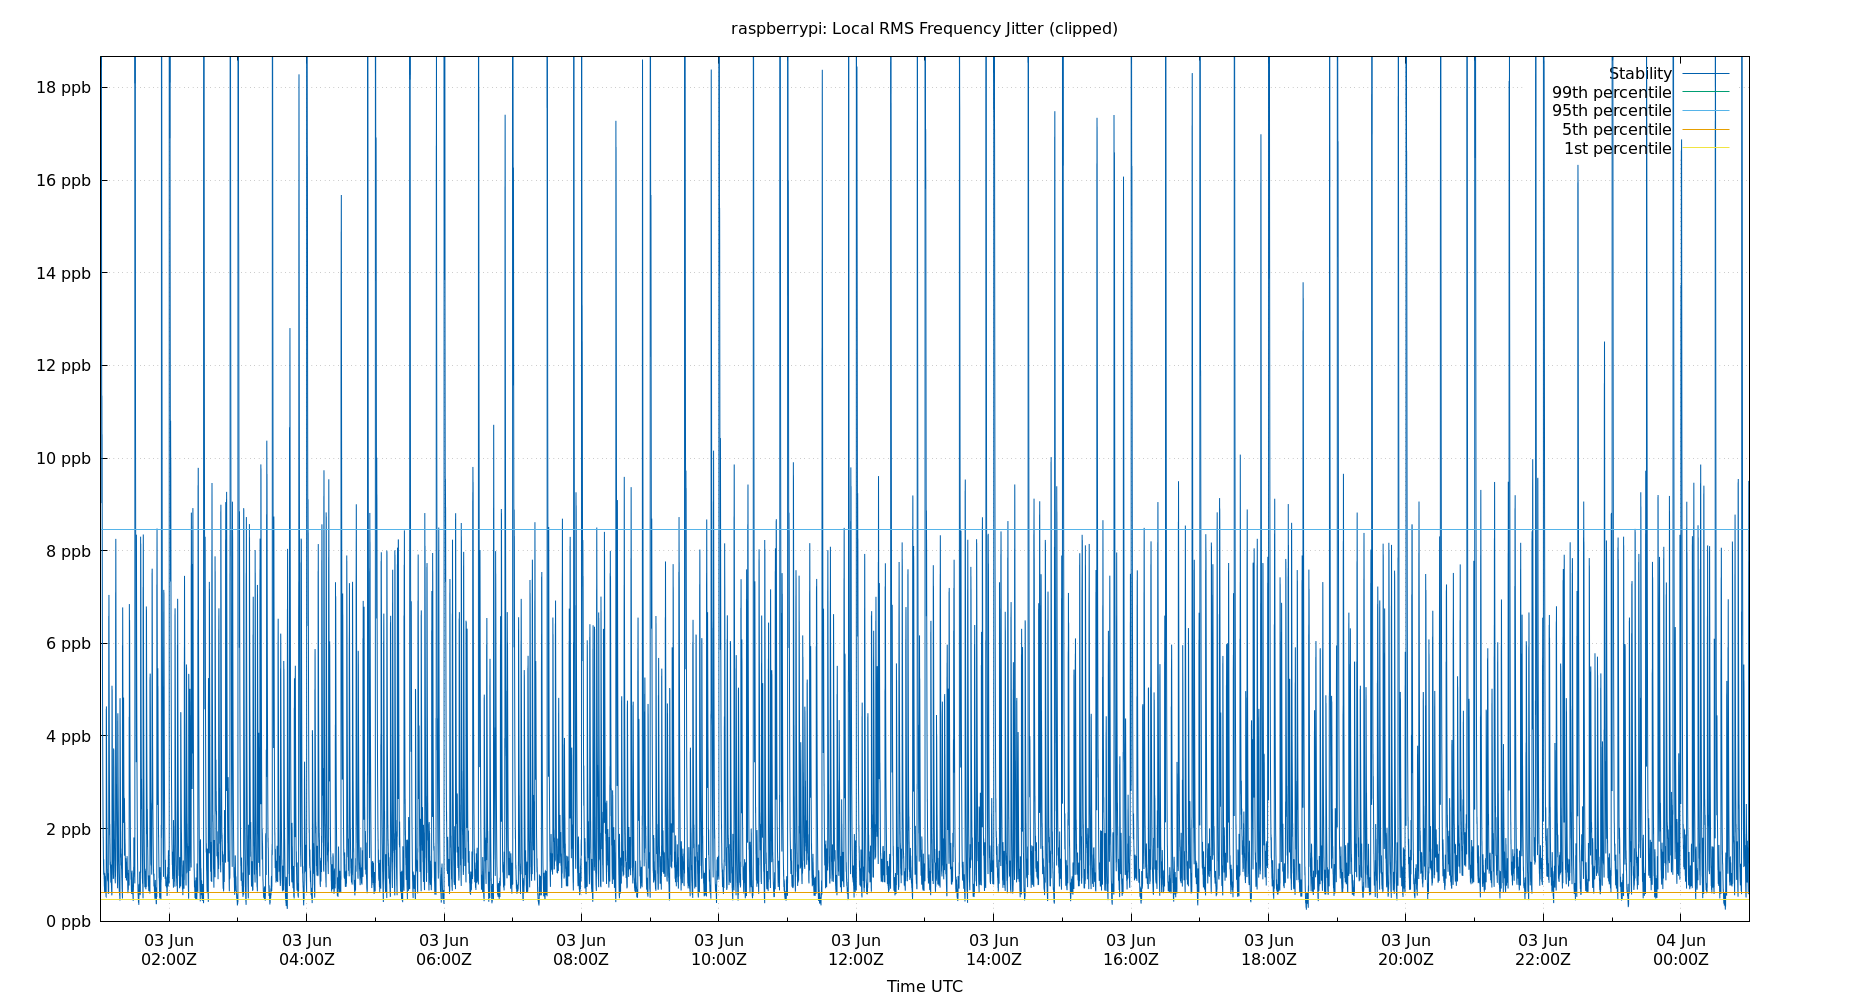 raspberrypi: Local RMS Frequency Jitter (clipped)
18 ppb
16 ppb
14 ppb
12 ppb
10 ppb
8 ppb
6 ppb
4 ppb
2 ppb
0 ppb
Stability
99th percentile
95th percentile
5th percentile
1st percentile
03 Jun 03 Jun 03 Jun 03 Jun 03 Jun 03 Jun 03 Jun 03 Jun 03 Jun 03 Jun 03 Jun 04 Jun
02:00Z 04:00Z 06:00Z 08:00Z 10:00Z 12:00Z 14:00Z 16:00Z 18:00Z 20:00Z 22:00Z 00:00Z
Time UTC